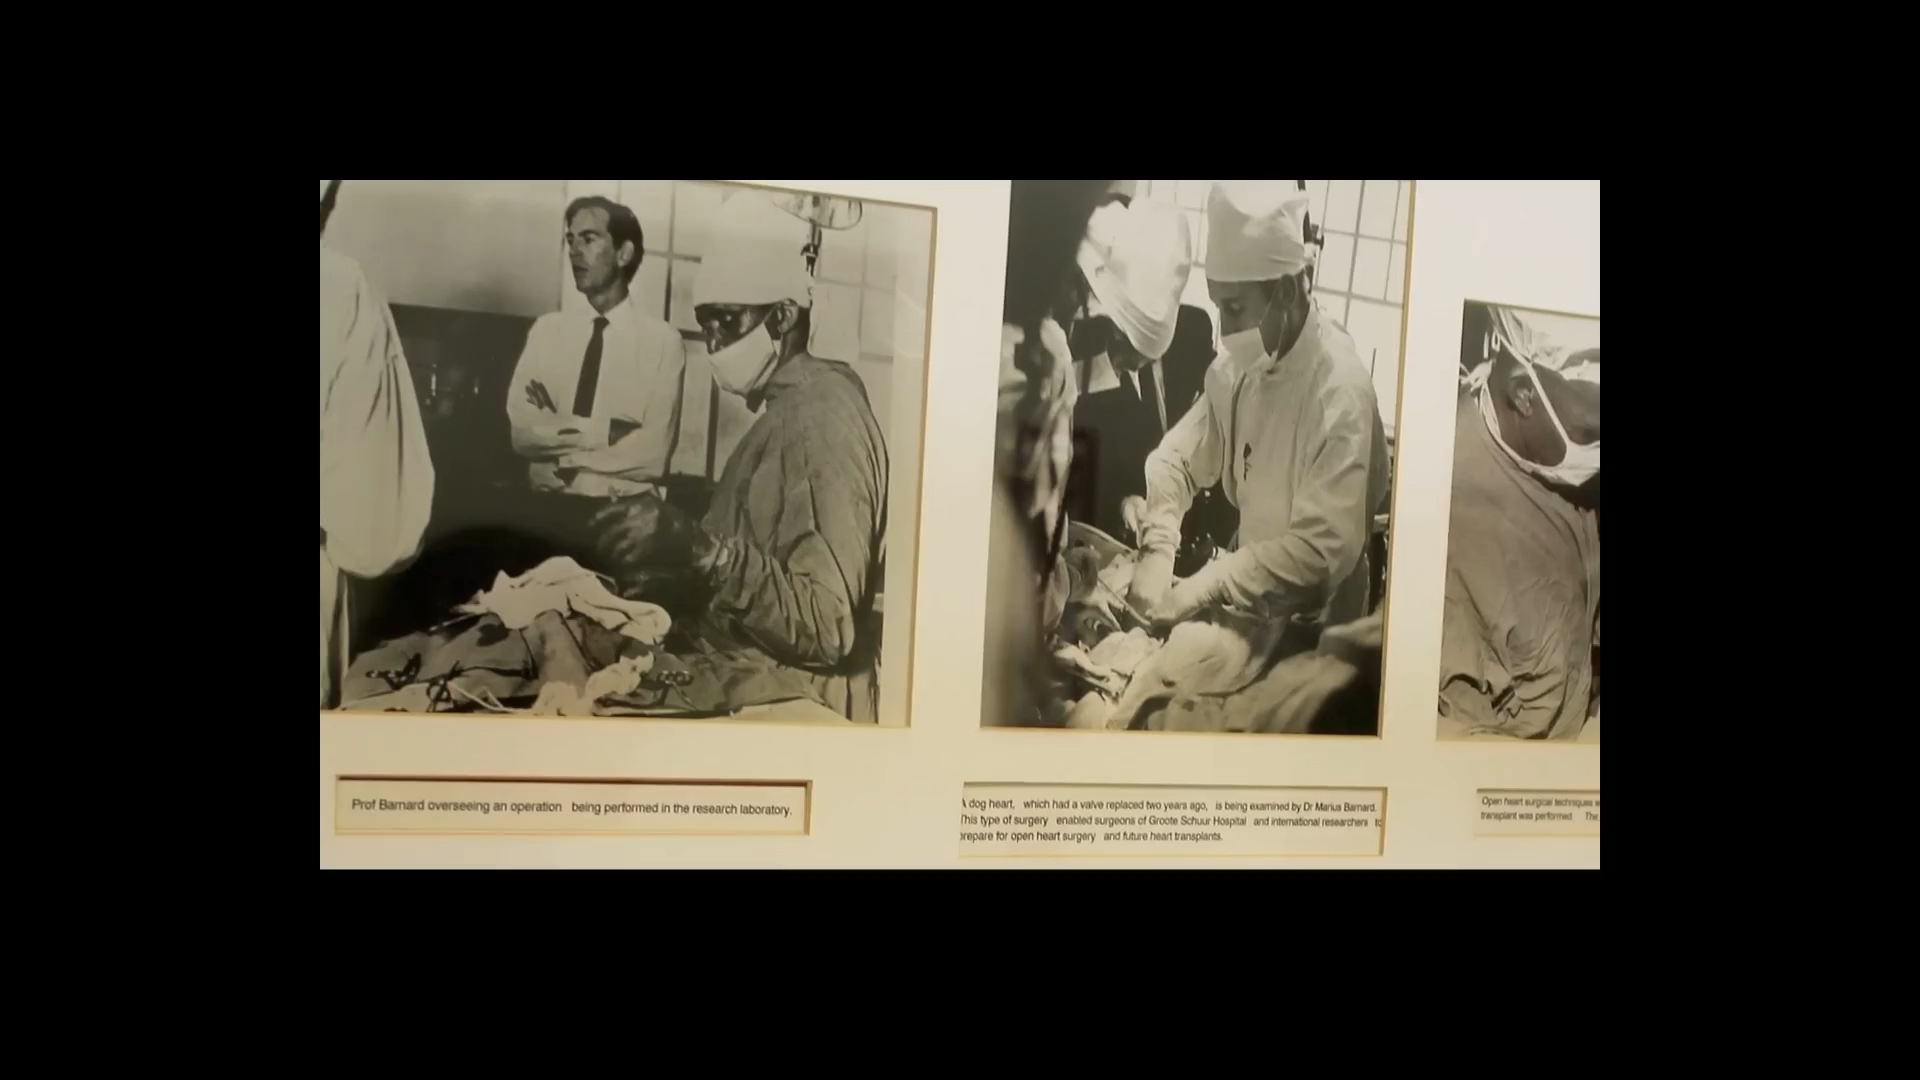 Prof Barnard overseeing an operation being performed in the research laboratory.
A dog heart, which had a valve replaced two years ago, is being examined by Dr Marius Barnard.
This type of surgery enabled surgeons of Groote Schuur Hospital and international researchers to
prepare for open heart surgery and future heart transplants.
Open heart surgical techniques
transplant was performed The